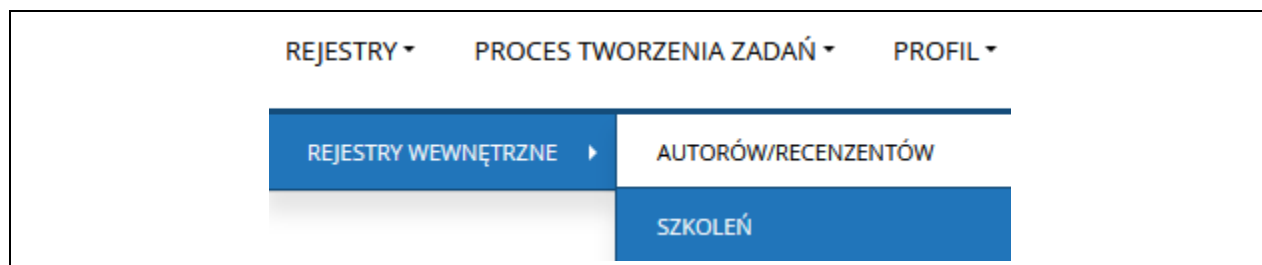 REJESTRY PROCES TWORZENIA ZADAŃ PROFIL
REJESTRY WEWNĘTRZNE AUTORÓW/RECENZENTÓW
SZKOLEŃ